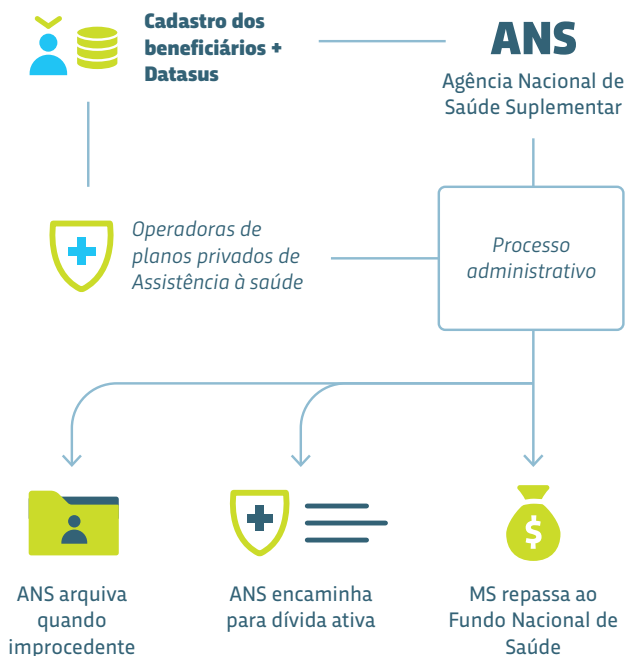 Cadastro dos
beneficiários +
Datasus
ANS
Agência Nacional de
Saúde Suplementar
Operadoras de
planos privados de
Assistência à saúde
Processo
administrativo
$
ANS arquiva
quando
improcedente
ANS encaminha
para dívida ativa
MS repassa ao
Fundo Nacional de
Saúde